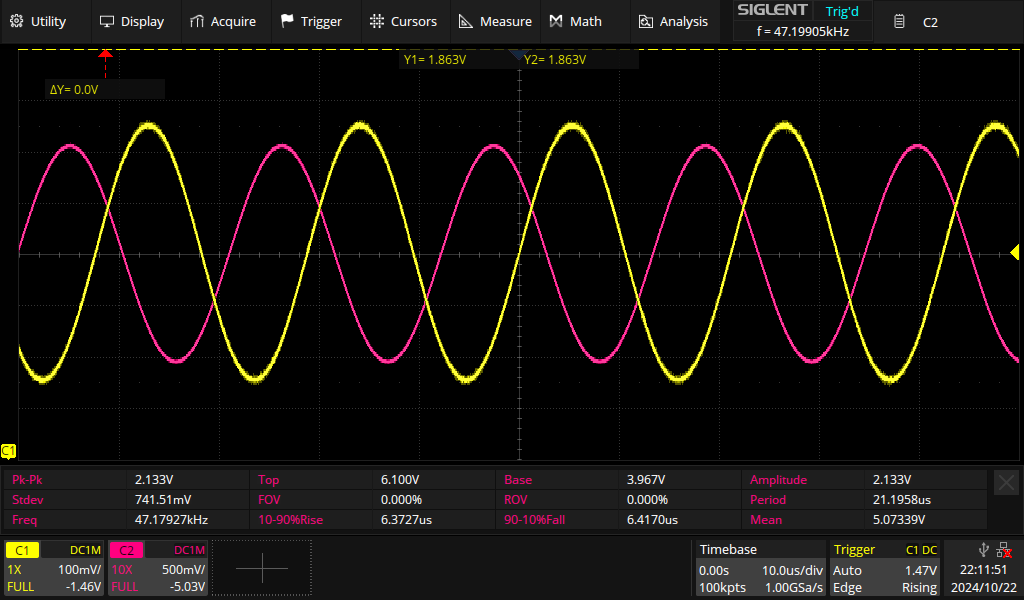 Utility Display Acquire Trigger Cursors Measure Math Analysis SIGLENT Trig'd C2
f = 47.19905kHz
Y1= 1.863V Y2= 1.863V
ΔY= 0.0V
C1
Pk-Pk 2.133V Top 6.100V Base 3.967V Amplitude 2.133V
Stdev 741.51mV FOV 0.000% ROV 0.000% Period 21.1958us
Freq 47.17927kHz 10-90%Rise 6.3727us 90-10%Fall 6.4170us Mean 5.07339V
C1 DC1M C2 DC1M Timebase Trigger C1 DC
1X 100mV/ 10X 500mV/ 0.00s 10.0us/div Auto 1.47V 22:11:51
FULL -1.46V FULL -5.03V 100kpts 1.00GSa/s Edge Rising 2024/10/22